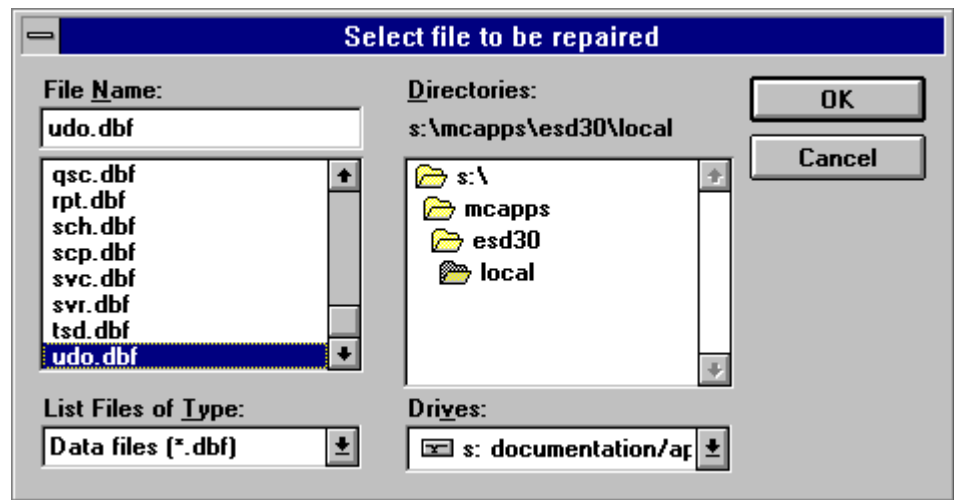 Select file to be repaired
File Name:
udo.dbf
qsc.dbf
rpt.dbf
sch.dbf
scp.dbf
svc.dbf
svr.dbf
tsd.dbf
udo.dbf
List Files of Type:
Data files (*.dbf)
Directories:
s:\mcapps\esd30\local
s:\
mcapps
esd30
local
Drives:
s: documentation/ap
OK
Cancel